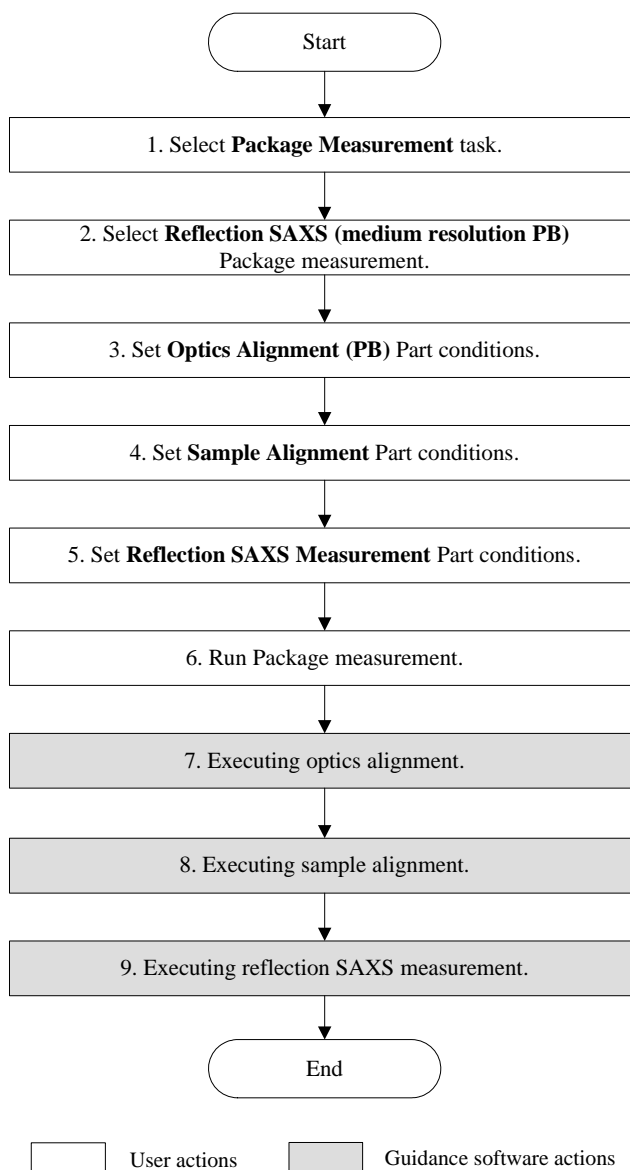 Start
1. Select Package Measurement task.
2. Select Reflection SAXS (medium resolution PB)
Package measurement.
3. Set Optics Alignment (PB) Part conditions.
4. Set Sample Alignment Part conditions.
5. Set Reflection SAXS Measurement Part conditions.
6. Run Package measurement.
7. Executing optics alignment.
8. Executing sample alignment.
9. Executing reflection SAXS measurement.
End
User actions
Guidance software actions